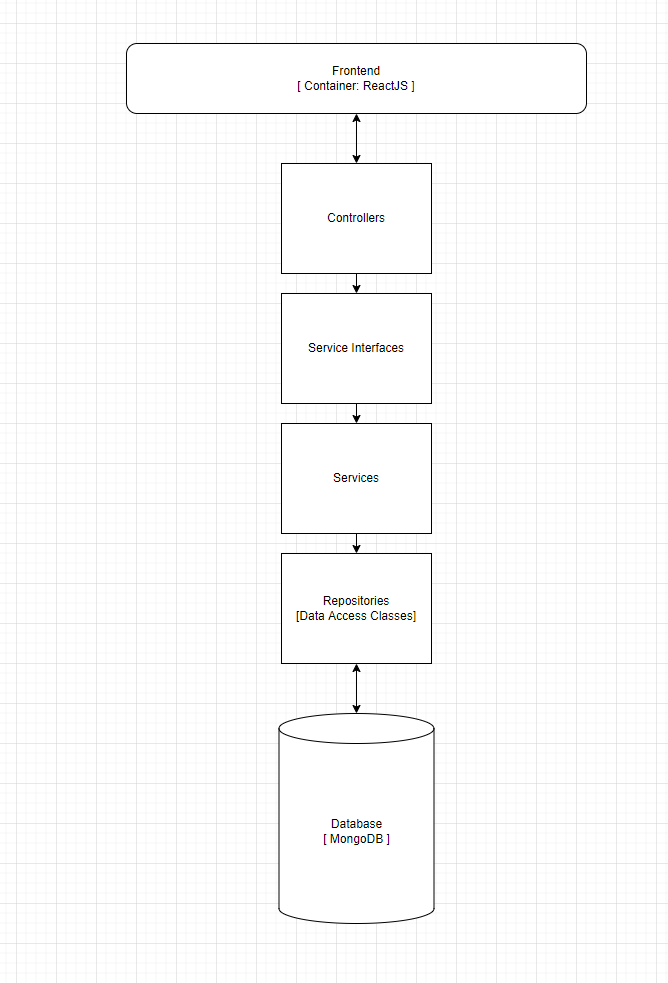 Frontend
[ Container: ReactJS ]
Controllers
Service Interfaces
Services
Repositories
[Data Access Classes]
Database
[ MongoDB ]